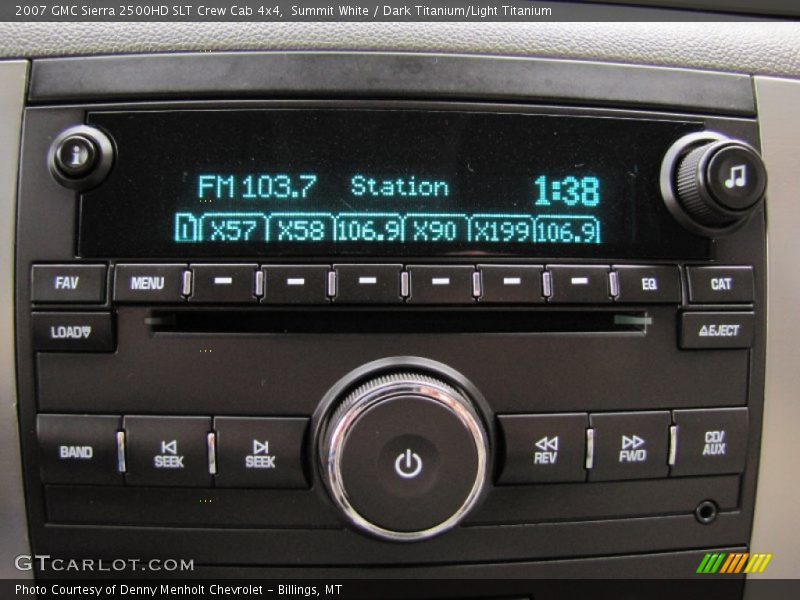 2007 GMC Sierra 2500HD SLT Crew Cab 4x4, Summit White / Dark Titanium/Light Titanium
i
FM 103.7 Station 1:38
1 X57 X58 106.9 X90 X199 106.9
FAV MENU EQ CAT
LOAD EJECT
BAND SEEK SEEK REV FWD CD/AUX
GTCARLOT.COM
Photo Courtesy of Denny Menholt Chevrolet - Billings, MT